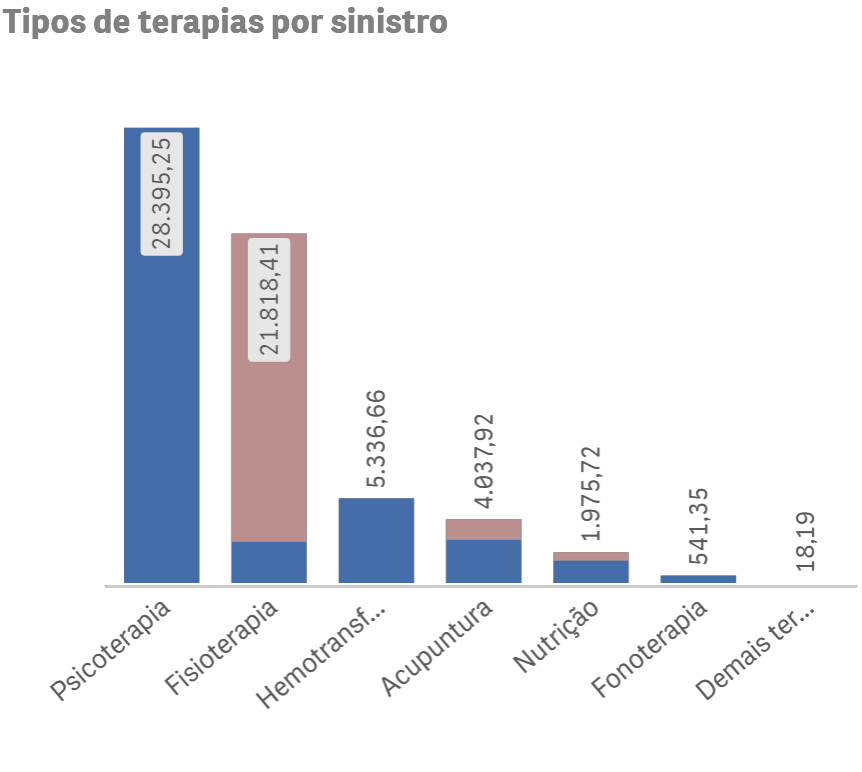 Tipos de terapias por sinistro
28.395,25
21.818,41
5.336,66
4.037,92
1.975,72
541,35
18,19
Psicoterapia
Fisioterapia
Hemotransf...
Acupuntura
Nutrição
Fonoterapia
Demais ter...